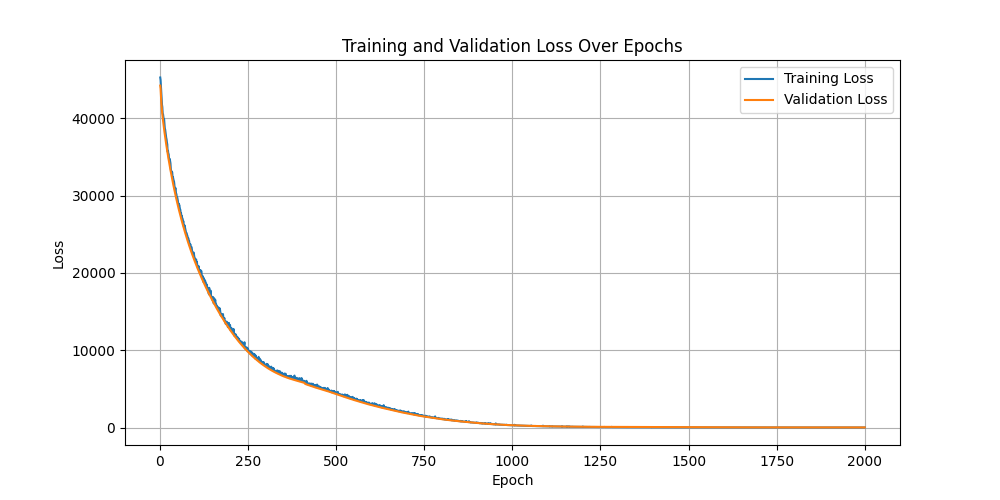 Training and Validation Loss Over Epochs
Training Loss
Validation Loss
40000
30000
20000
10000
0
Loss
0 250 500 750 1000 1250 1500 1750 2000
Epoch